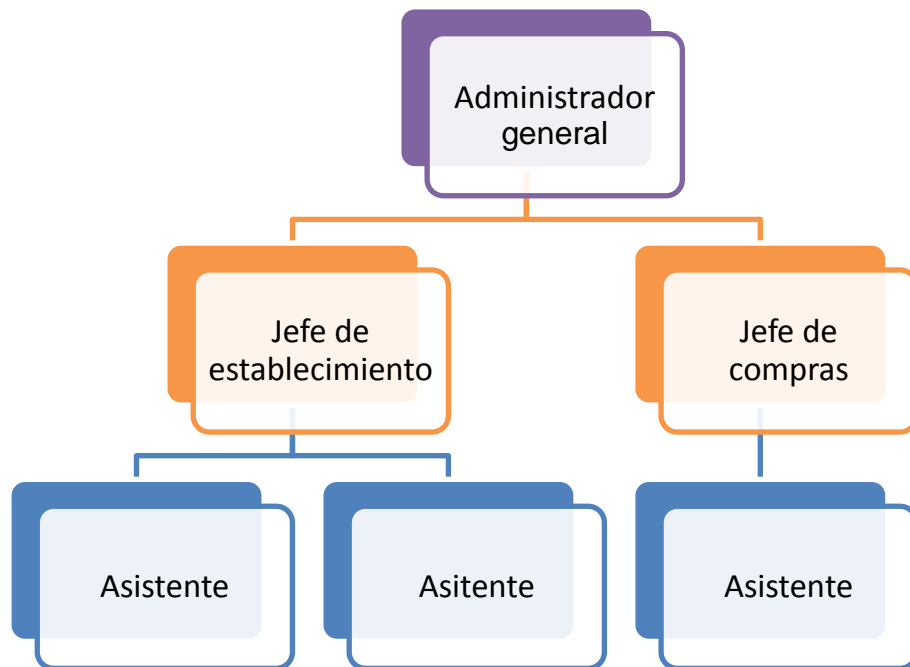 Administrador
general
Jefe de
establecimiento
Jefe de
compras
Asistente
Asitente
Asistente